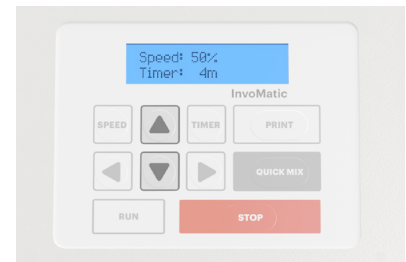 Speed: 50%
Timer: 4m
InvoMatic
SPEED
TIMER
PRINT
QUICK MIX
RUN
STOP